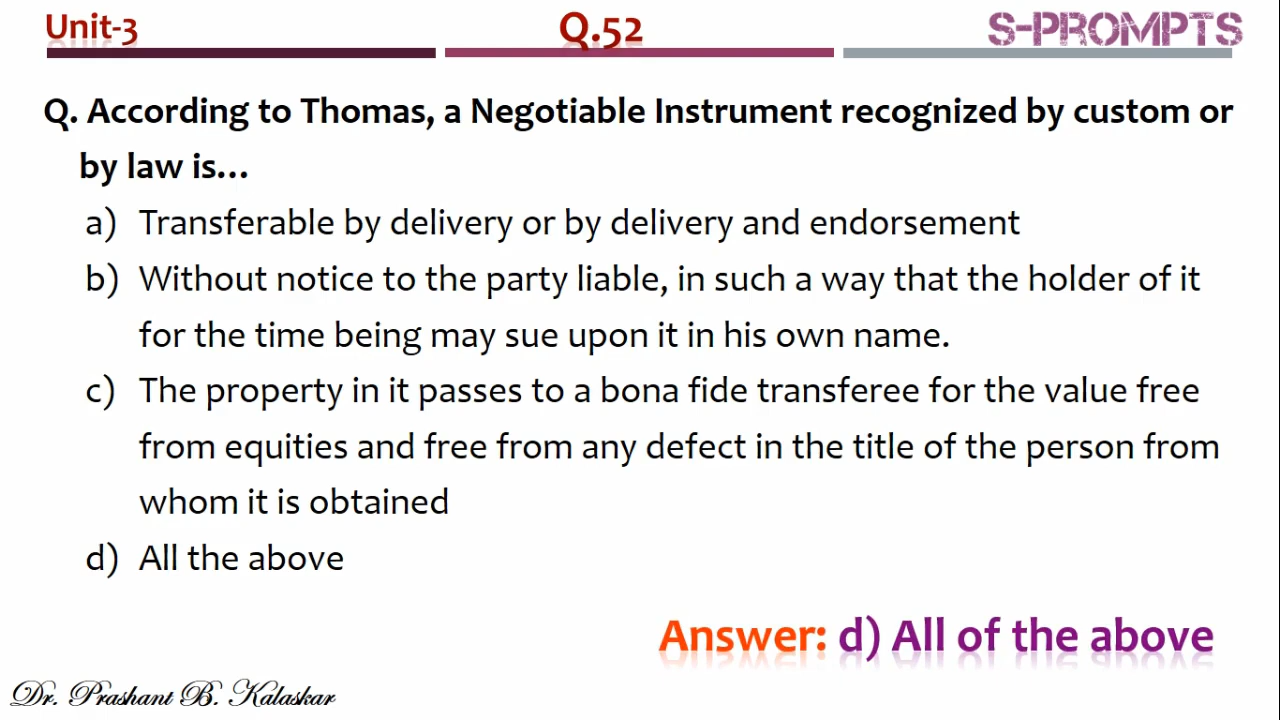 Unit-3
Q.52
S-PROMPTS
Q. According to Thomas, a Negotiable Instrument recognized by custom or
by law is...
a) Transferable by delivery or by delivery and endorsement
b) Without notice to the party liable, in such a way that the holder of it
for the time being may sue upon it in his own name.
c) The property in it passes to a bona fide transferee for the value free
from equities and free from any defect in the title of the person from
whom it is obtained
d) All the above
Answer: d) All of the above
Dr. Prashant B. Kalaskar